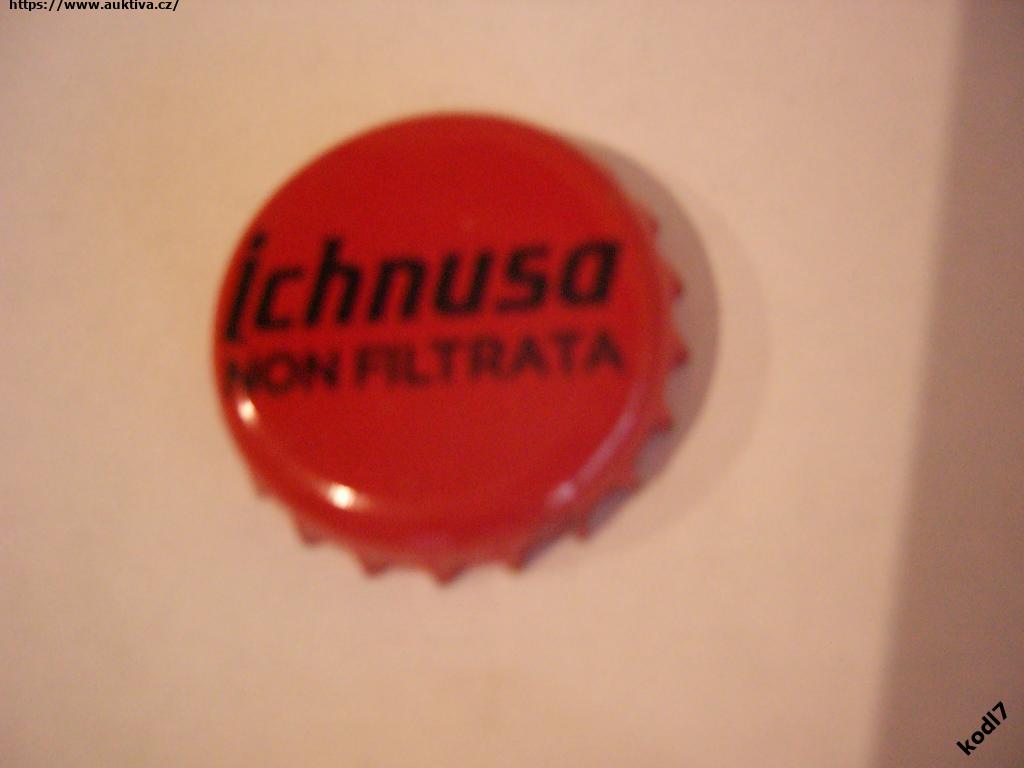 https://www.auktiva.cz/
ichnusa
NON FILTRATA
kodl7